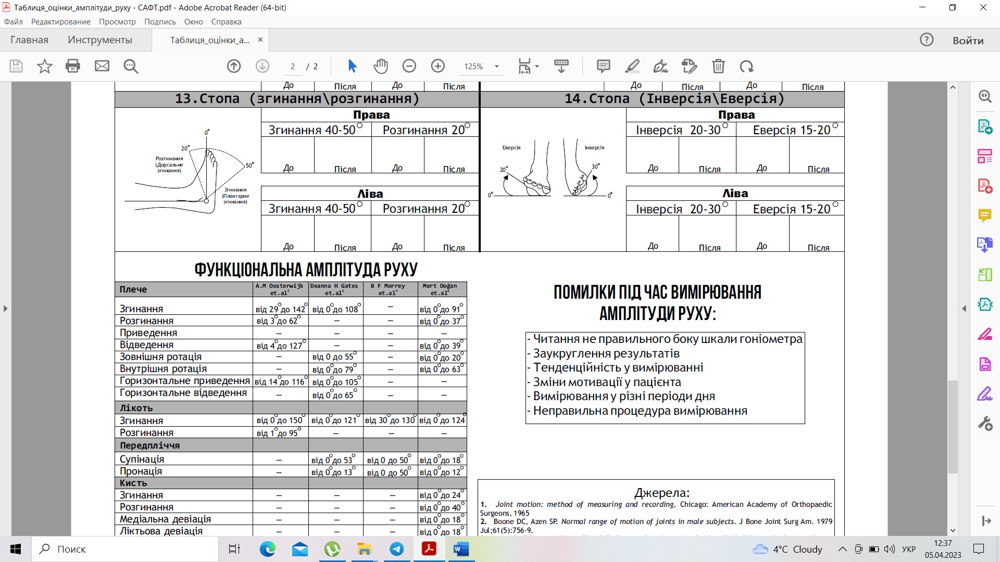 Таблиця_оцінки_амплітуди_руху - САФТ.pdf - Adobe Acrobat Reader (64-bit)
Файл Редактирование Просмотр Подпись Окно Справка
Главная Инструменты Таблиця_оцінки_а... × ? Войти
2 / 2 125%
До Після До Після До Після До Після
13.Стопа (згинання\розгинання) 14.Стопа (Інверсія\Еверсія)
Права
Згинання 40-50° Розгинання 20°
До Після До Після
Ліва
Згинання 40-50° Розгинання 20°
До Після До Після
0°
20°
Розгинання
(Дорсальне
згинання)
50°
Згинання
(Плантарне
згинання)
Права
Інверсія 20-30° Еверсія 15-20°
До Після До Після
Ліва
Інверсія 20-30° Еверсія 15-20°
До Після До Після
Еверсія Інверсія
20° 30°
0° 0°
ФУНКЦІОНАЛЬНА АМПЛІТУДА РУХУ
Плече A.M Oosterwijk et.al⁵ Deanna H Gates et.al⁶ B F Morrey et.al⁷ Mert Doğan et.al⁸
Згинання від 29°до 142° від 0°до 108° – від 0°до 91°
Розгинання від 3°до 62° – – від 0°до 37°
Приведення – – – –
Відведення від 4°до 127° – – від 0°до 39°
Зовнішня ротація – від 0 до 55° – від 0°до 20°
Внутрішня ротація – від 0°до 79° – від 0°до 63°
Горизонтальне приведення від 14°до 116° від 0°до 105° – –
Горизонтальне відведення – від 0°до 65° – –
Лікоть
Згинання від 0°до 150° від 0°до 121° від 30°до 130° від 0°до 124°
Розгинання від 1°до 95° – – –
Передпліччя
Супінація – від 0°до 53° від 0 до 50° від 0°до 18°
Пронація – від 0°до 13° від 0 до 50° від 0°до 12°
Кисть
Згинання – – – від 0°до 24°
Розгинання – – – від 0°до 40°
Медіальна девіація – – – від 0°до 18°
Ліктьова девіація – – – від 0°до 18°
ПОМИЛКИ ПІД ЧАС ВИМІРЮВАННЯ
АМПЛІТУДИ РУХУ:
- Читання не правильного боку шкали гоніометра
- Заукруглення результатів
- Тенденційність у вимірюванні
- Зміни мотивації у пацієнта
- Вимірювання у різні періоди дня
- Неправильна процедура вимірювання
Джерела:
1. Joint motion: method of measuring and recording, Chicago: American Academy of Orthopaedic
Surgeons, 1965
2. Boone DC, Azen SP. Normal range of motion of joints in male subjects. J Bone Joint Surg Am. 1979
Jul;61(5):756-9.
Поиск 4°C Cloudy УКР 12:37
05.04.2023